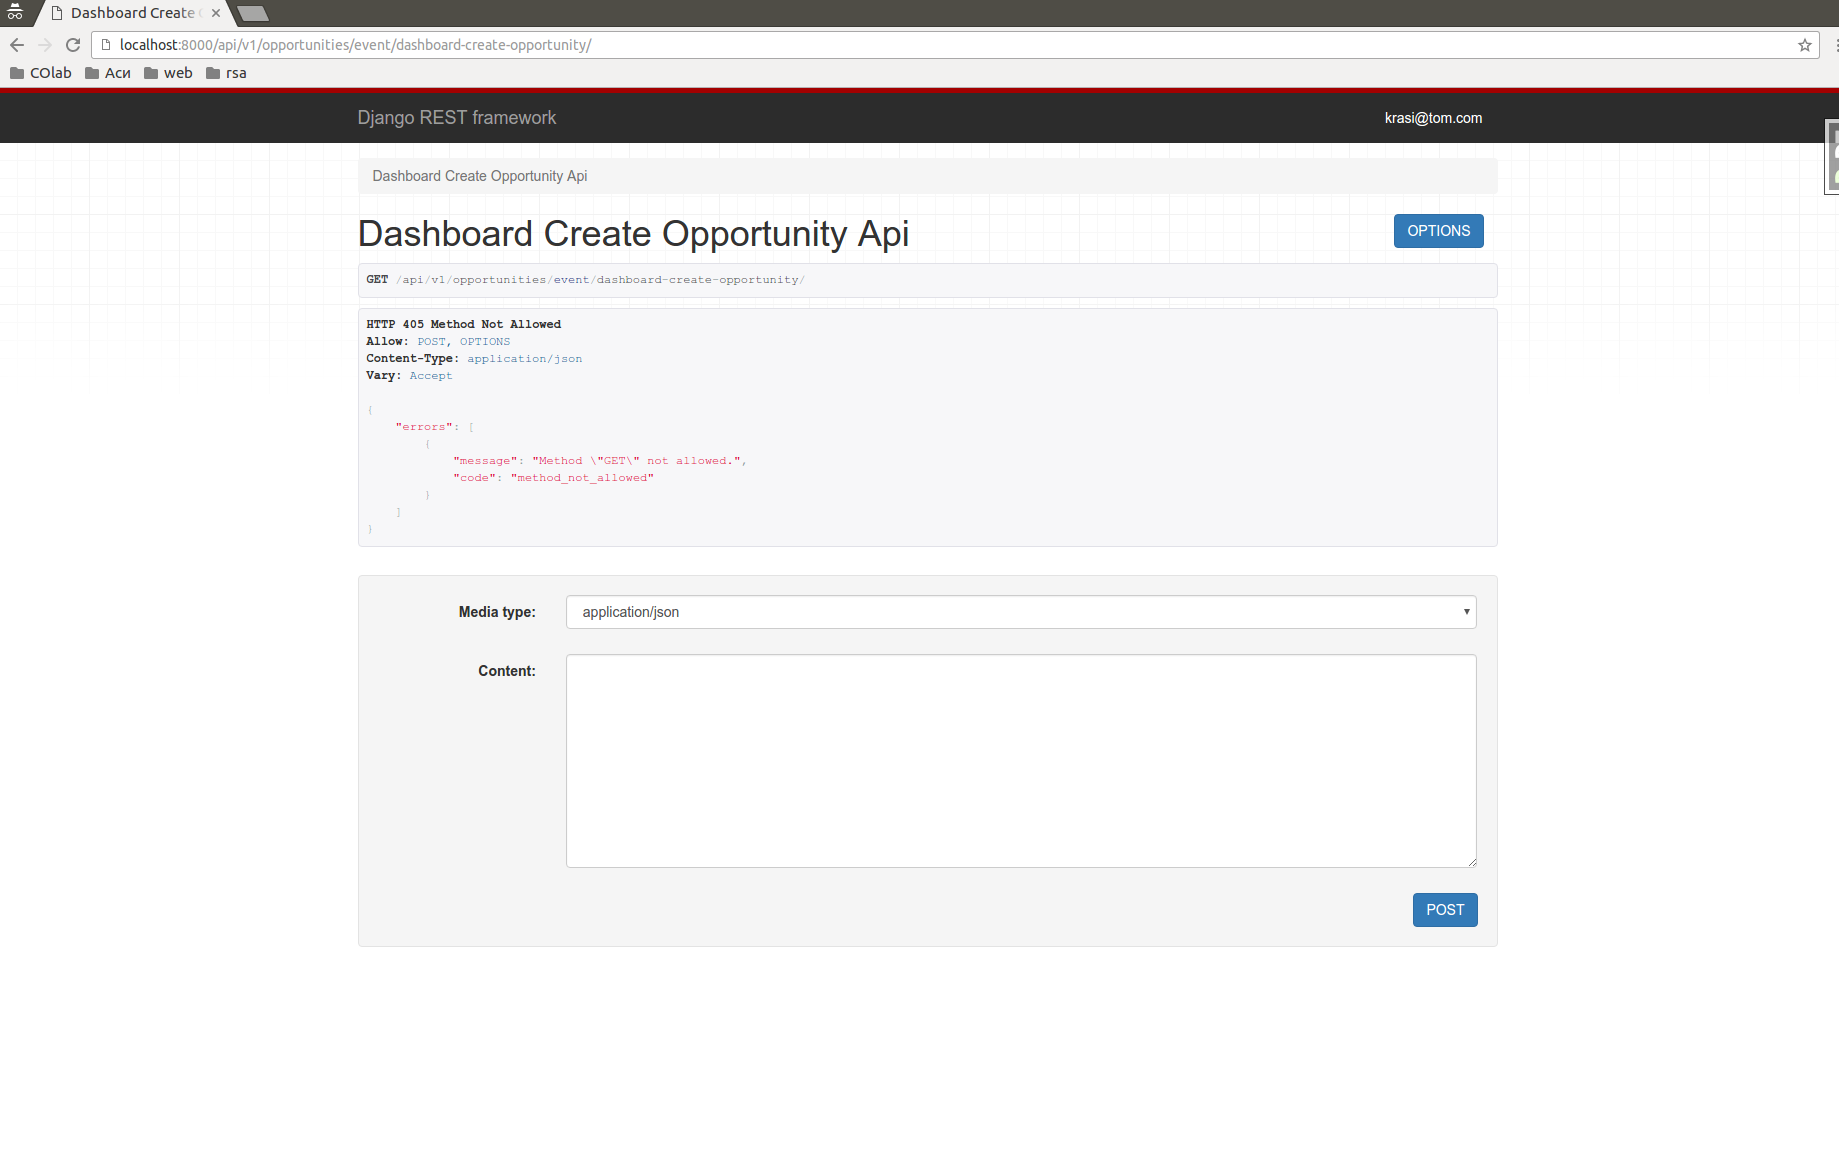 Dashboard Create
localhost:8000/api/v1/opportunities/event/dashboard-create-opportunity/
COlab Аси web rsa
Django REST framework krasi@tom.com
Dashboard Create Opportunity Api
Dashboard Create Opportunity Api OPTIONS
GET /api/v1/opportunities/event/dashboard-create-opportunity/
HTTP 405 Method Not Allowed
Allow: POST, OPTIONS
Content-Type: application/json
Vary: Accept
{
"errors": [
{
"message": "Method \"GET\" not allowed.",
"code": "method_not_allowed"
}
]
}
Media type: application/json
Content:
POST